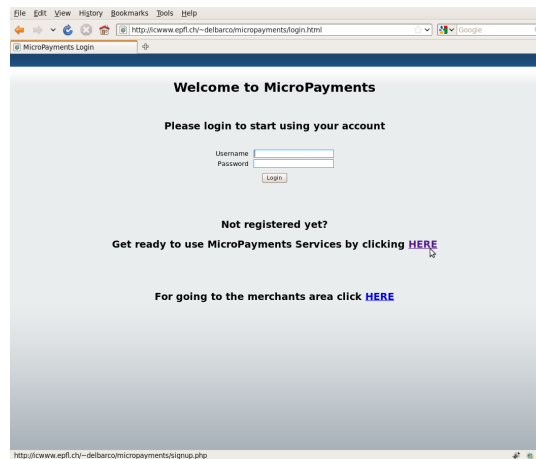 File Edit View History Bookmarks Tools Help
http://icwww.epfl.ch/~delbarco/micropayments/login.html
Google
MicroPayments Login
Welcome to MicroPayments
Please login to start using your account
Username
Password
Login
Not registered yet?
Get ready to use MicroPayments Services by clicking HERE
For going to the merchants area click HERE
http://icwww.epfl.ch/~delbarco/micropayments/signup.php